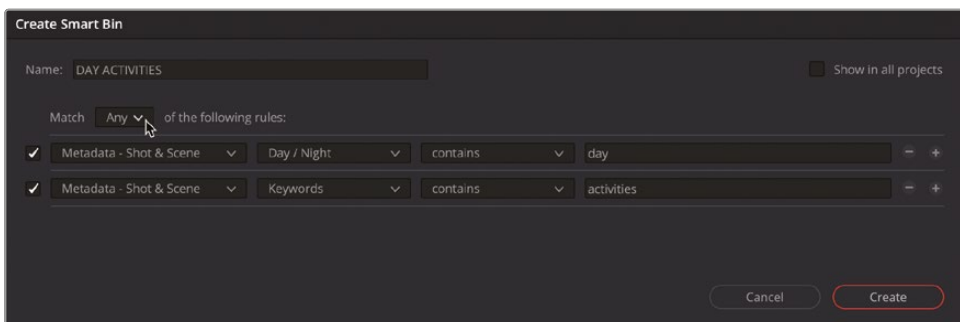 Create Smart Bin
Name: DAY ACTIVITIES
Show in all projects
Match Any of the following rules:
Metadata - Shot & Scene Day / Night contains day
Metadata - Shot & Scene Keywords contains activities
Cancel Create